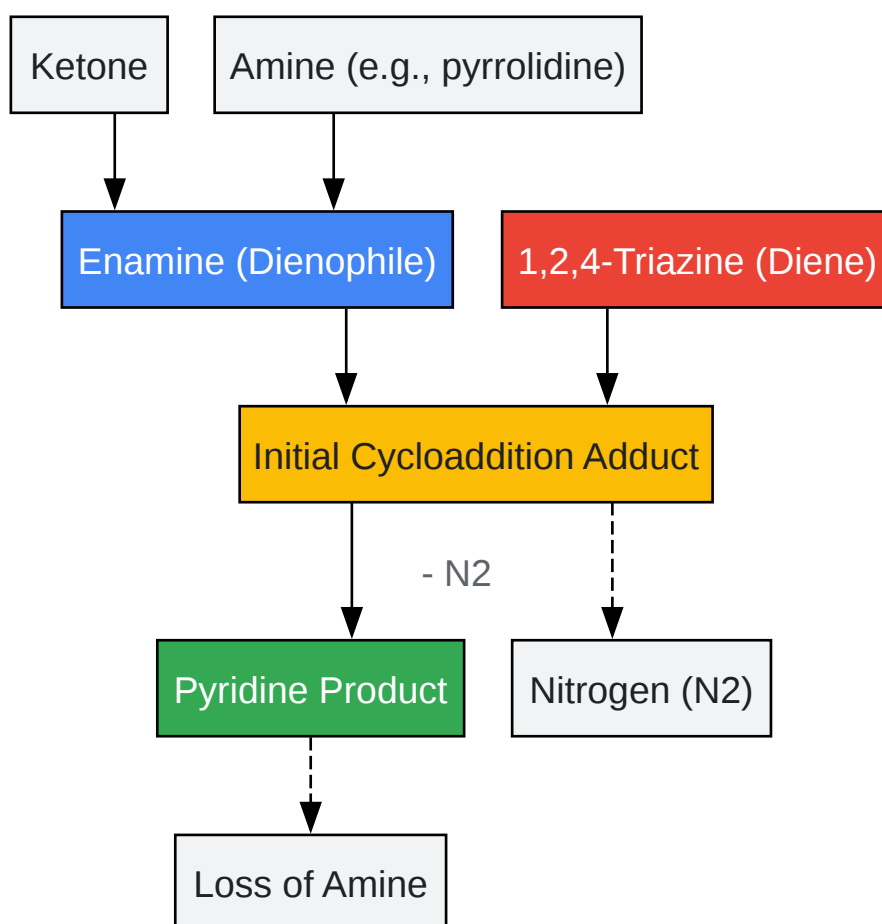 Ketone
Amine (e.g., pyrrolidine)
Enamine (Dienophile)
1,2,4-Triazine (Diene)
Initial Cycloaddition Adduct
- N2
Pyridine Product
Nitrogen (N2)
Loss of Amine